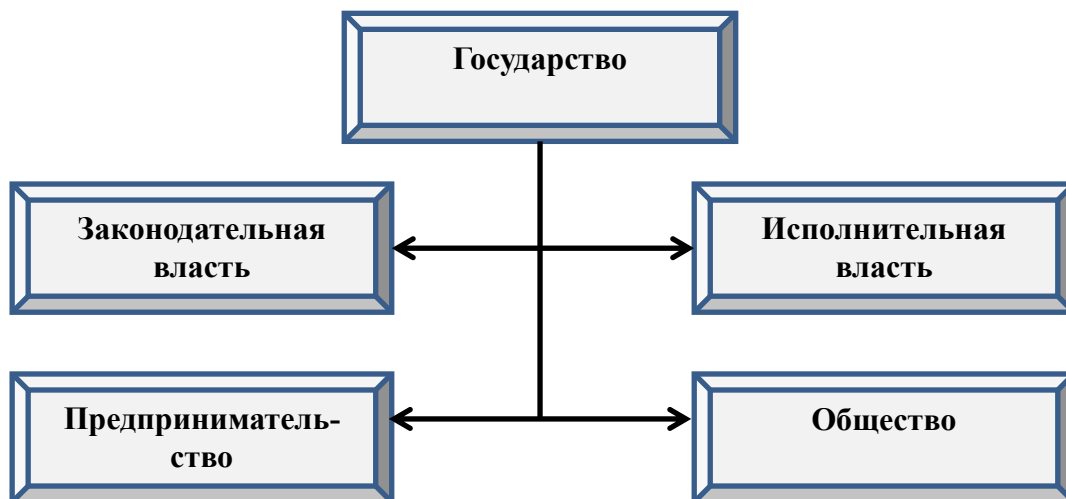 Государство
Законодательная
власть
Исполнительная
власть
Предприниматель-
ство
Общество